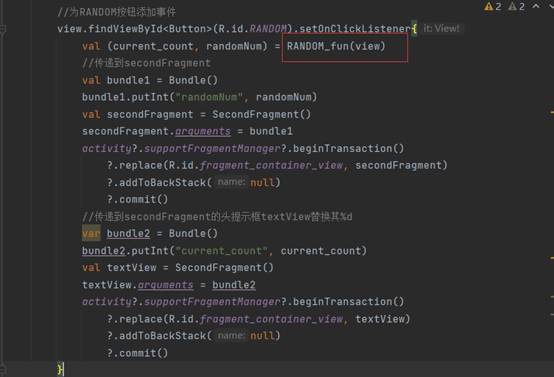 //为RANDOM按钮添加事件
2 2
view.findViewById<Button>(R.id.RANDOM).setOnClickListener{ it: View!
val (current_count, randomNum) = RANDOM_fun(view)
//传递到secondFragment
val bundle1 = Bundle()
bundle1.putInt("randomNum", randomNum)
val secondFragment = SecondFragment()
secondFragment.arguments = bundle1
activity?.supportFragmentManager?.beginTransaction()
?.replace(R.id.fragment_container_view, secondFragment)
?.addToBackStack( name: null)
?.commit()
//传递到secondFragment的头提示框textView替换其%d
var bundle2 = Bundle()
bundle2.putInt("current_count", current_count)
val textView = SecondFragment()
textView.arguments = bundle2
activity?.supportFragmentManager?.beginTransaction()
?.replace(R.id.fragment_container_view, textView)
?.addToBackStack( name: null)
?.commit()
}